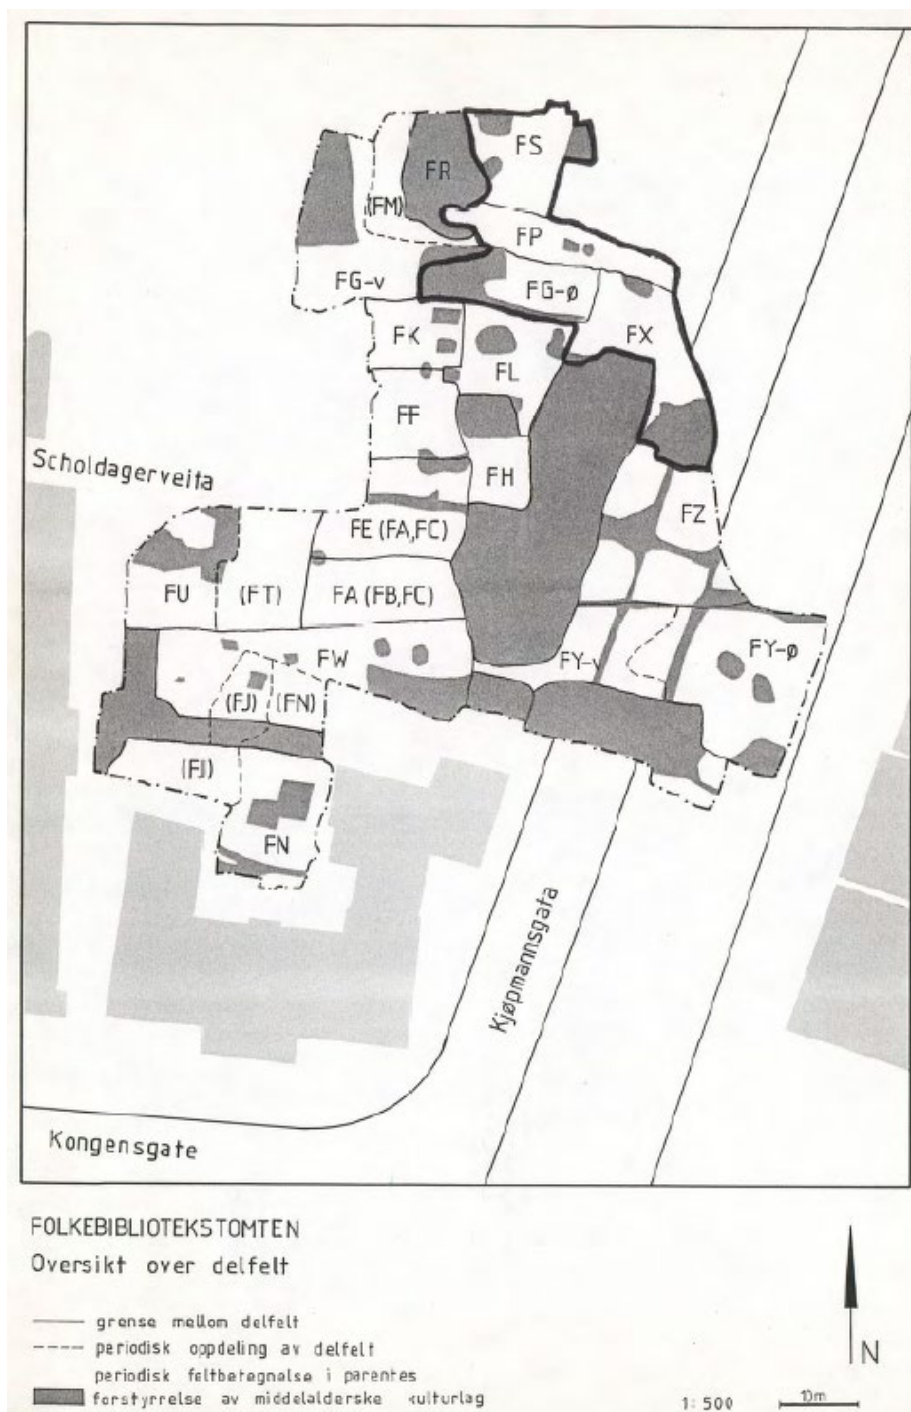 FS
FR
(FM)
FP
FG-v
FG-ø
FK
FX
FL
FF
Scholdagerveita
FH
FZ
FE (FA,FC)
FU
(FT)
FA (FB,FC)
FW
FY-v
FY-ø
(FJ)
(FN)
(FI)
FN
Kjøpmannsgata
Kongensgate
FOLKEBIBLIOTEKSTOMTEN
Oversikt over delfelt
grense mellom delfelt
periodisk oppdeling av delfelt
periodisk feltbetegnelse i parentes
forstyrrelse av middelalderske kulturlag
1:500
10m
N